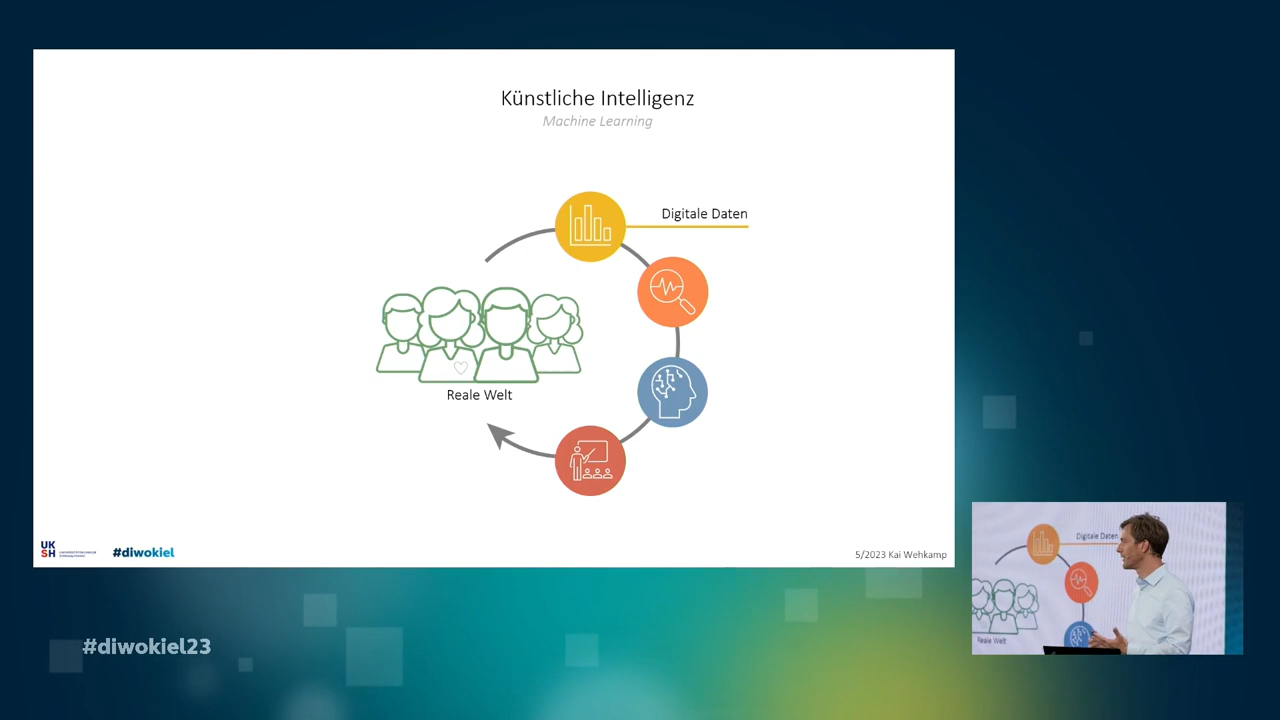 Künstliche Intelligenz
Machine Learning
Digitale Daten
Reale Welt
UK
SH
#diwokiel
5/2023 Kai Wehkamp
#diwokiel23
Digitale Daten
Reale Welt